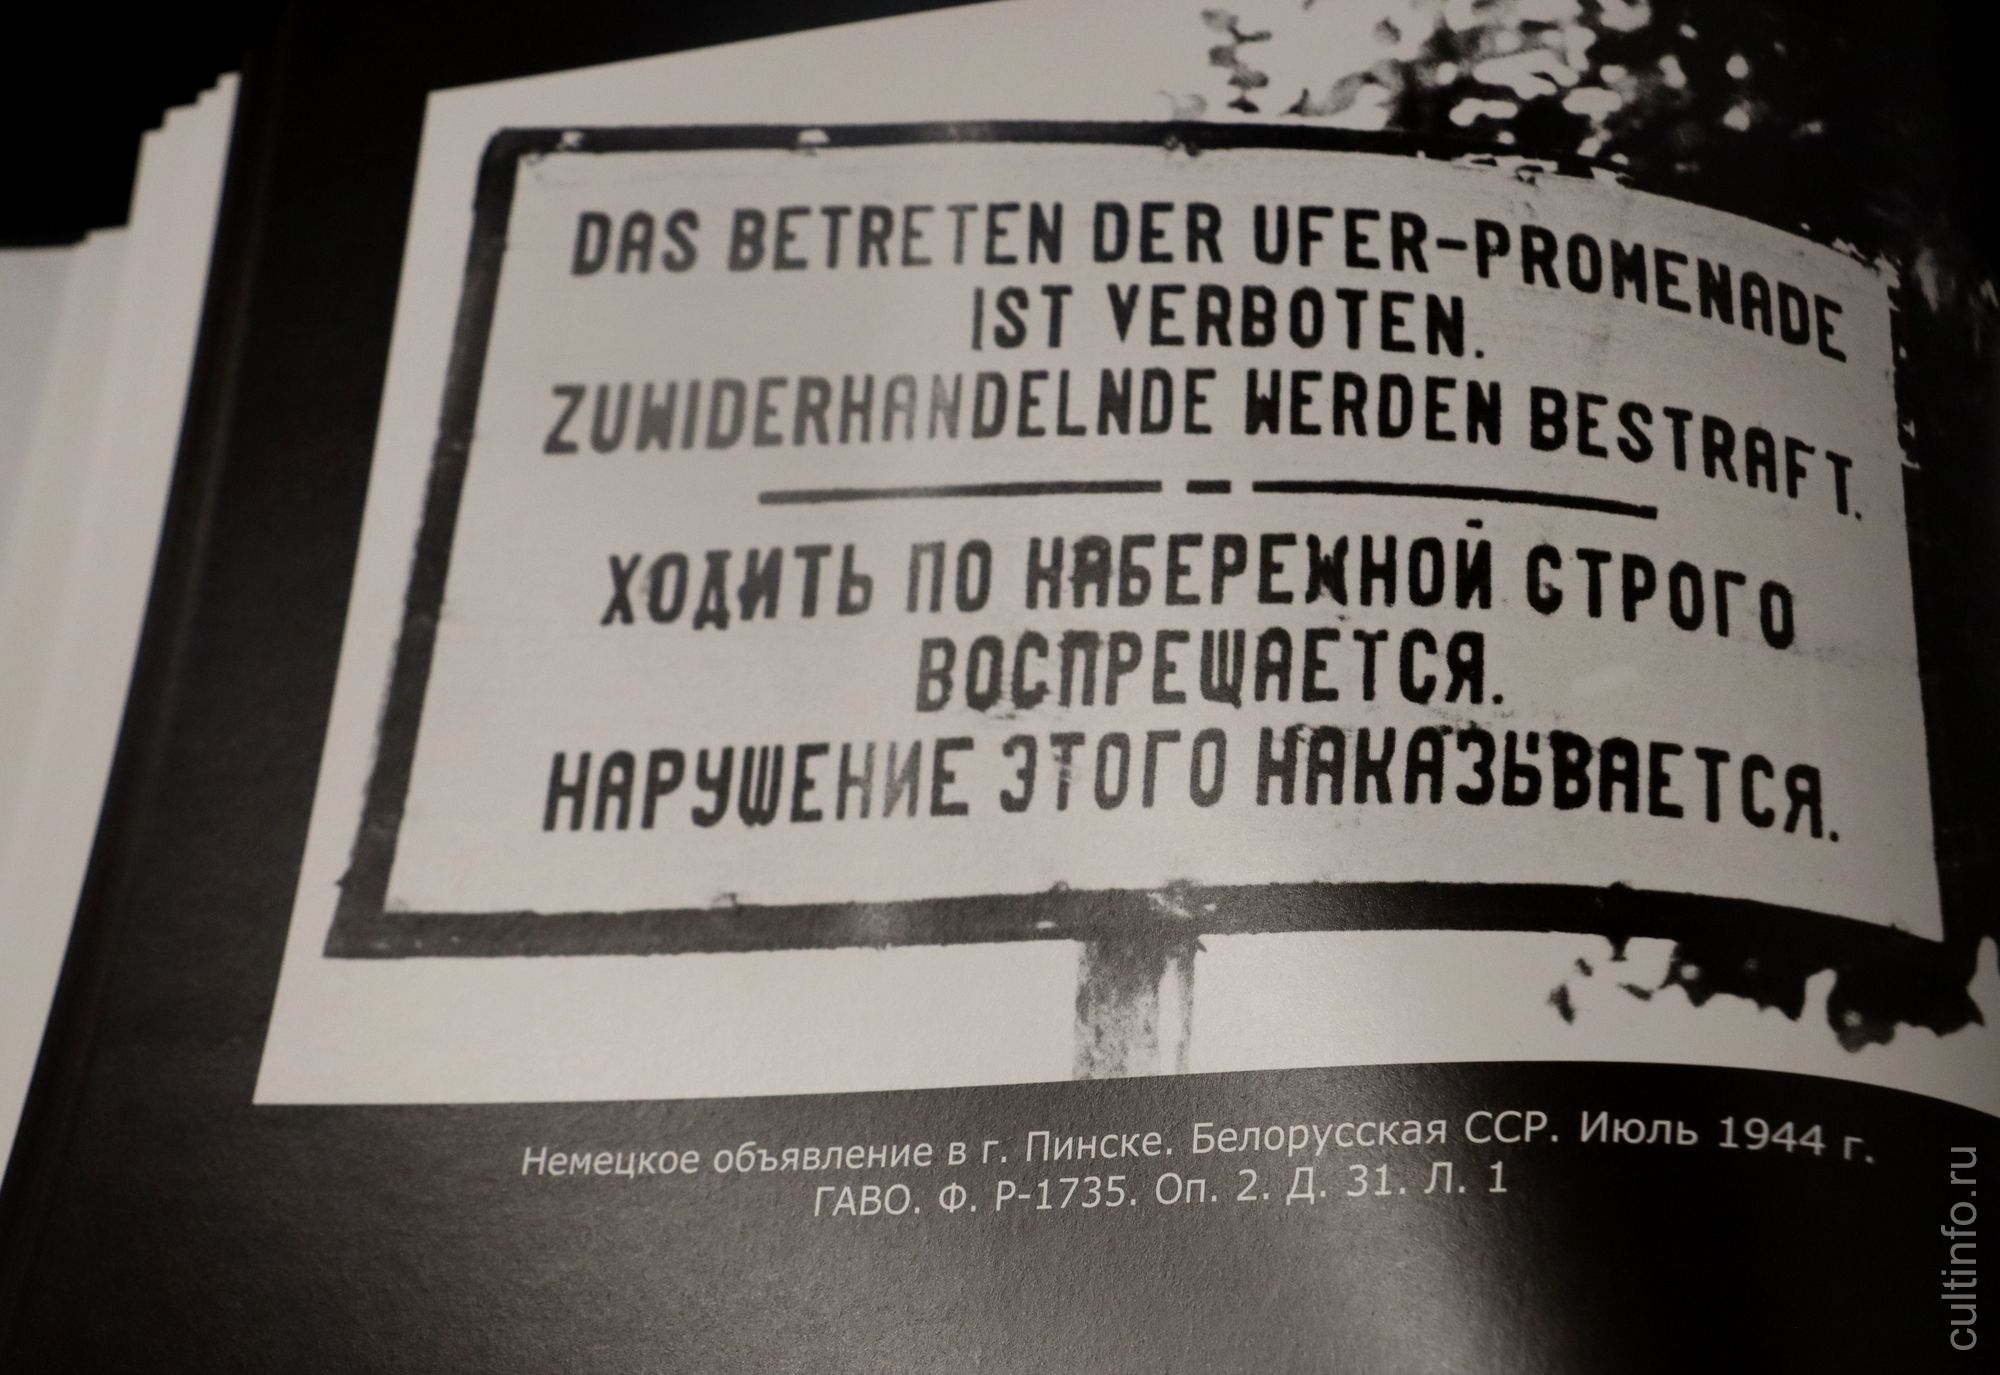 DAS BETRETEN DER UFER-PROMENADE
IST VERBOTEN.
ZUWIDERHANDELNDE WERDEN BESTRAFT.
ХОДИТЬ ПО НАБЕРЕЖНОЙ СТРОГО
ВОСПРЕЩАЕТСЯ.
НАРУШЕНИЕ ЭТОГО НАКАЗЫВАЕТСЯ.
Немецкое объявление в г. Пинске. Белорусская ССР. Июль 1944 г.
ГАВО. Ф. Р-1735. Оп. 2. Д. 31. Л. 1
cultinfo.ru